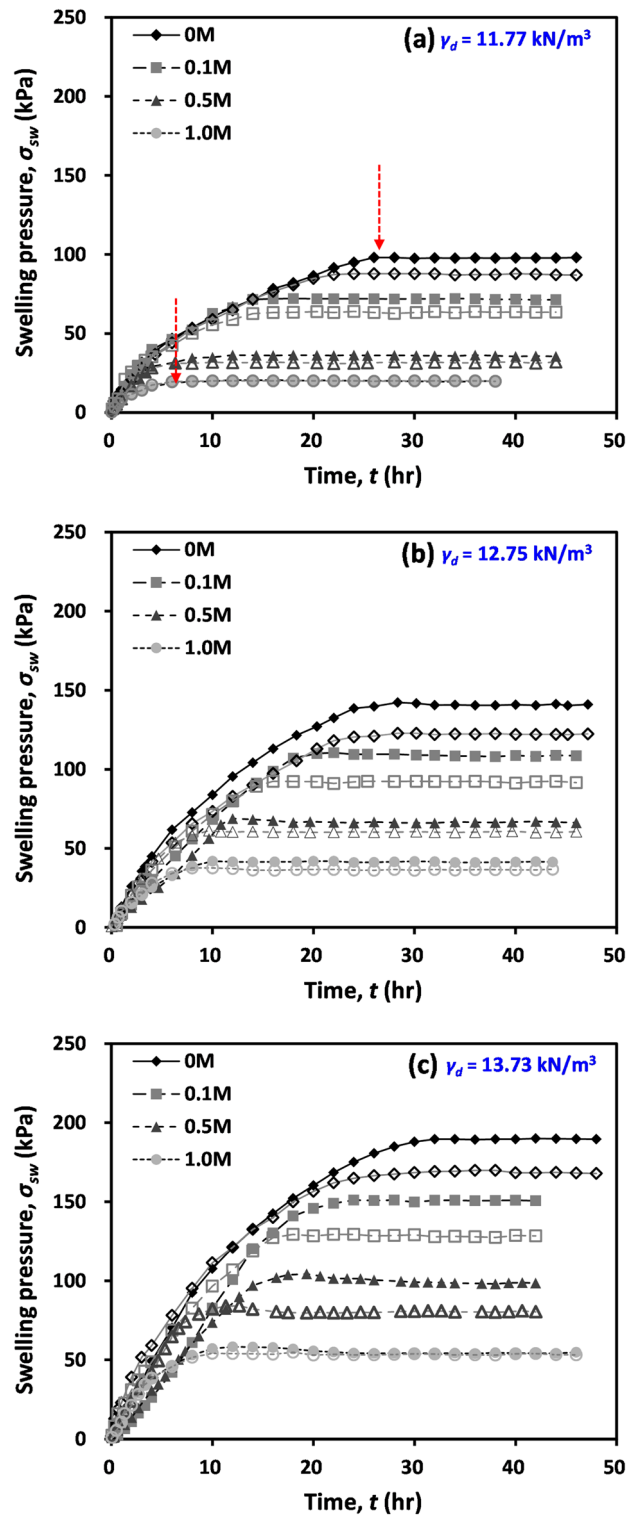 (a) γd = 11.77 kN/m³
250
200
150
100
50
0
0M
0.1M
0.5M
1.0M
Swelling pressure, σsw (kPa)
0 10 20 30 40 50
Time, t (hr)
(b) γd = 12.75 kN/m³
250
200
150
100
50
0
0M
0.1M
0.5M
1.0M
Swelling pressure, σsw (kPa)
0 10 20 30 40 50
Time, t (hr)
(c) γd = 13.73 kN/m³
250
200
150
100
50
0
0M
0.1M
0.5M
1.0M
Swelling pressure, σsw (kPa)
0 10 20 30 40 50
Time, t (hr)